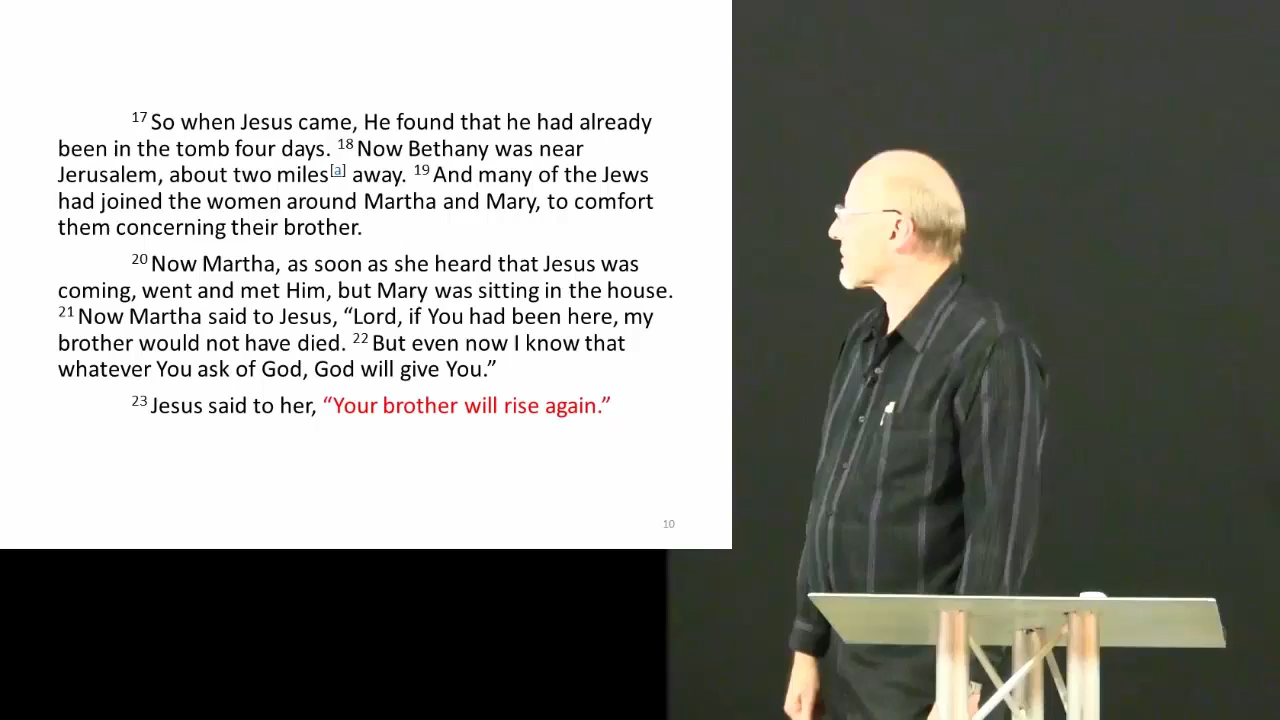 17 So when Jesus came, He found that he had already
been in the tomb four days. 18 Now Bethany was near
Jerusalem, about two miles[a] away. 19 And many of the Jews
had joined the women around Martha and Mary, to comfort
them concerning their brother.
20 Now Martha, as soon as she heard that Jesus was
coming, went and met Him, but Mary was sitting in the house.
21 Now Martha said to Jesus, “Lord, if You had been here, my
brother would not have died. 22 But even now I know that
whatever You ask of God, God will give You.”
23 Jesus said to her, “Your brother will rise again.”
10